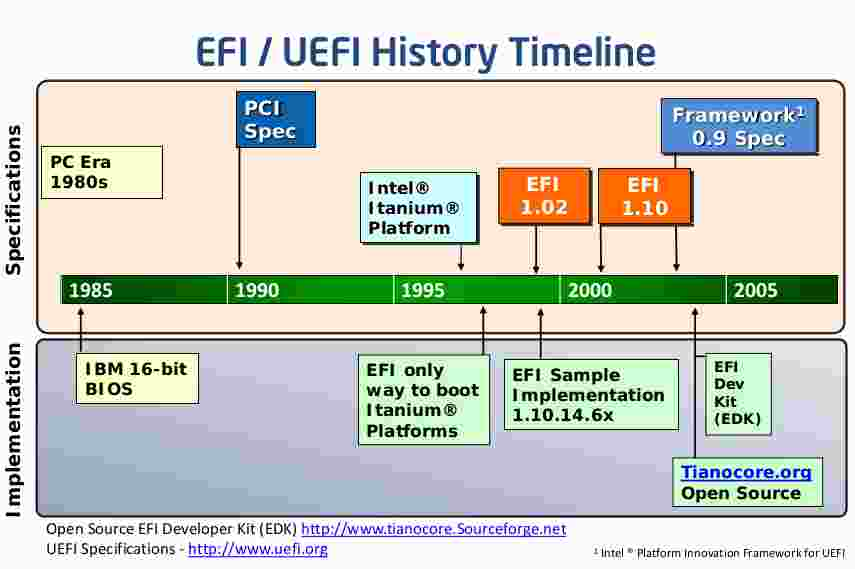 EFI / UEFI History Timeline
Specifications
PC Era
1980s
PCI
Spec
Intel®
Itanium®
Platform
EFI
1.02
EFI
1.10
Framework¹
0.9 Spec
1985
1990
1995
2000
2005
Implementation
IBM 16-bit
BIOS
EFI only
way to boot
Itanium®
Platforms
EFI Sample
Implementation
1.10.14.6x
EFI
Dev
Kit
(EDK)
Tianocore.org
Open Source
Open Source EFI Developer Kit (EDK) http://www.tianocore.Sourceforge.net
UEFI Specifications - http://www.uefi.org
¹ Intel ® Platform Innovation Framework for UEFI